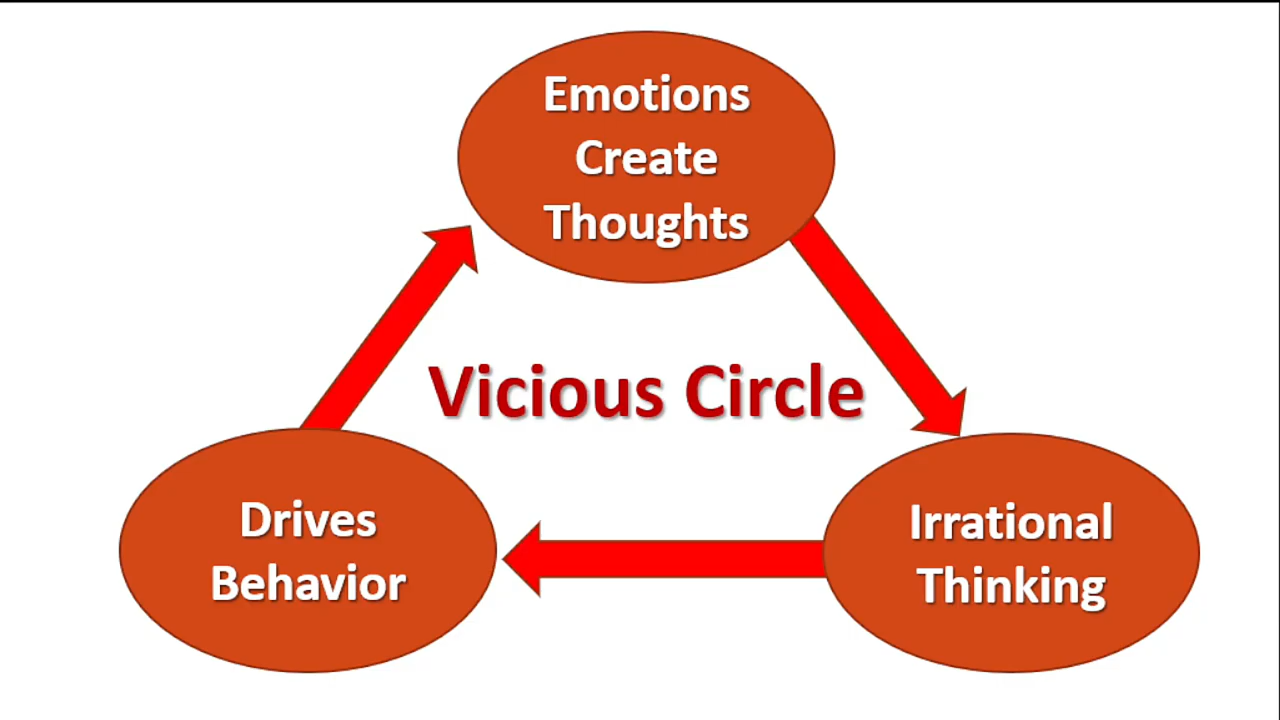 Emotions
Create
Thoughts
Vicious Circle
Drives
Behavior
Irrational
Thinking